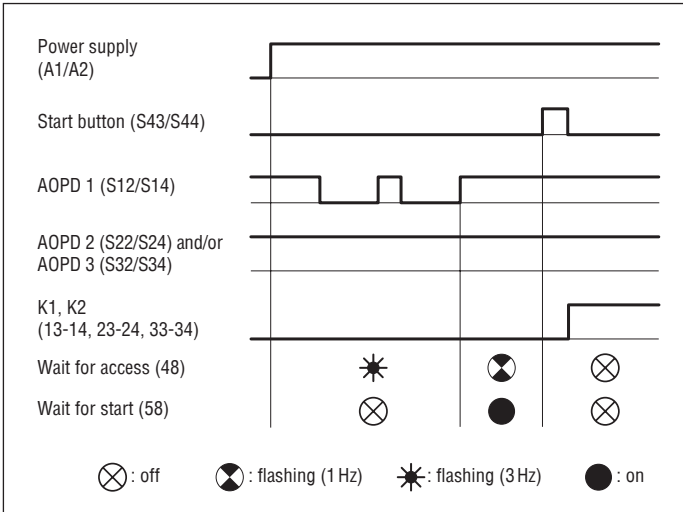 Power supply
(A1/A2)
Start button (S43/S44)
AOPD 1 (S12/S14)
AOPD 2 (S22/S24) and/or
AOPD 3 (S32/S34)
K1, K2
(13-14, 23-24, 33-34)
Wait for access (48)
Wait for start (58)
: off : flashing (1 Hz) : flashing (3 Hz) : on